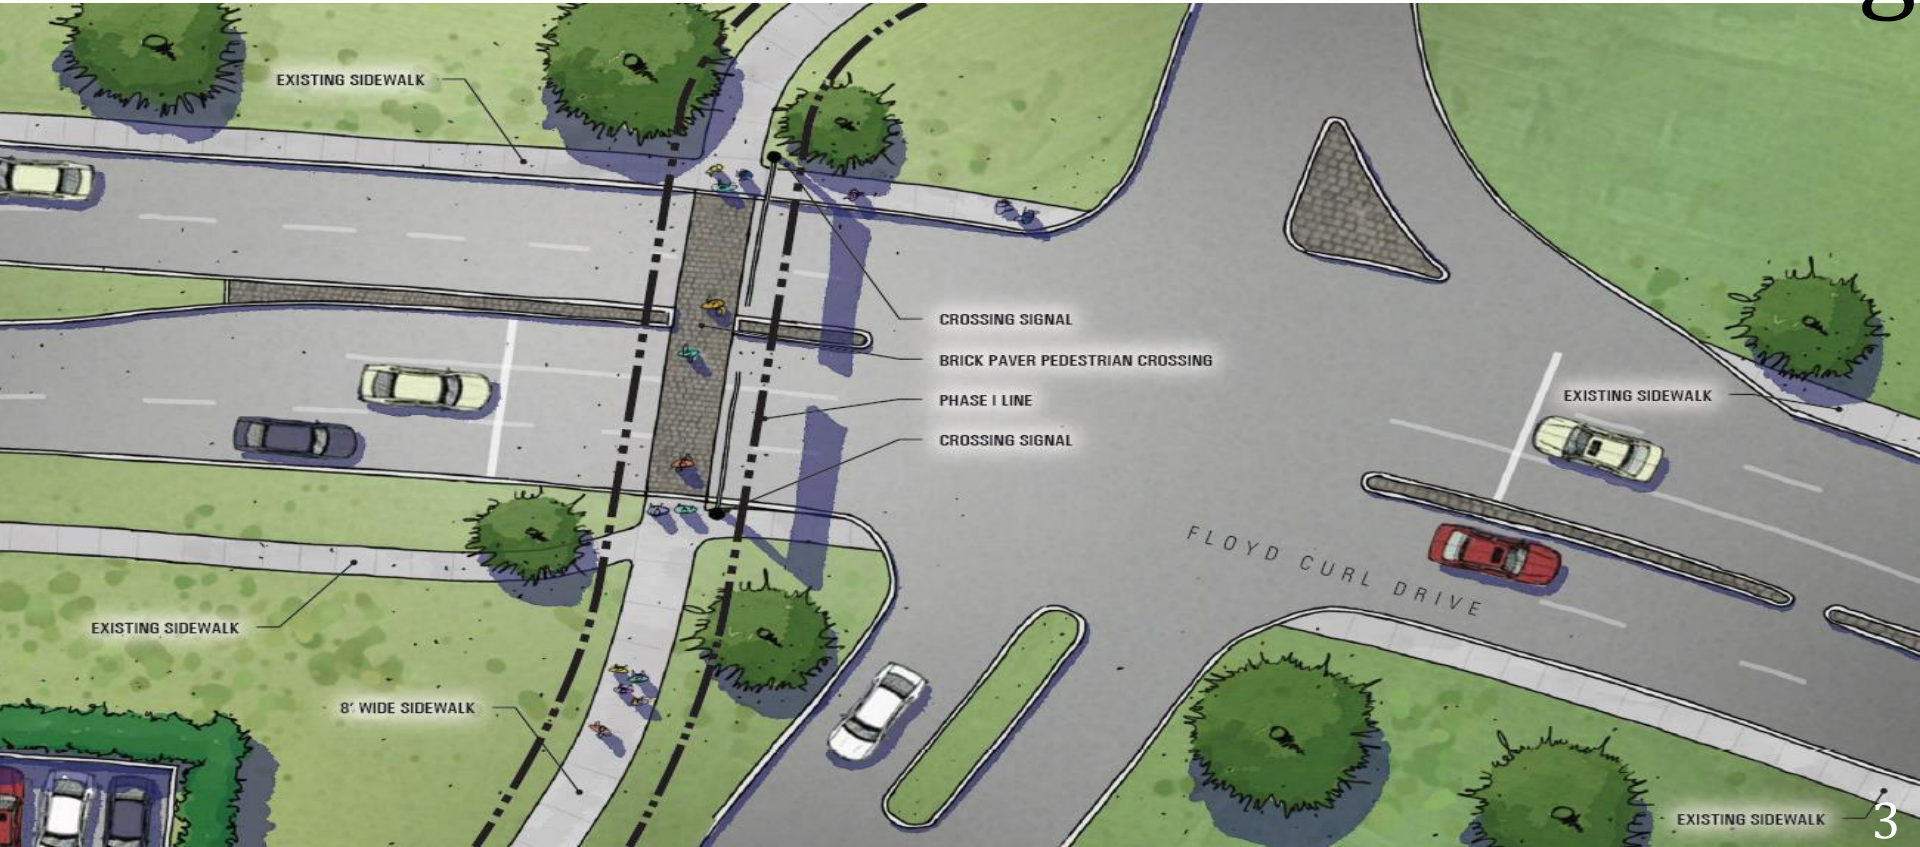 EXISTING SIDEWALK
CROSSING SIGNAL
BRICK PAVER PEDESTRIAN CROSSING
PHASE I LINE
EXISTING SIDEWALK
CROSSING SIGNAL
FLOYD CURL DRIVE
EXISTING SIDEWALK
8' WIDE SIDEWALK
EXISTING SIDEWALK
3